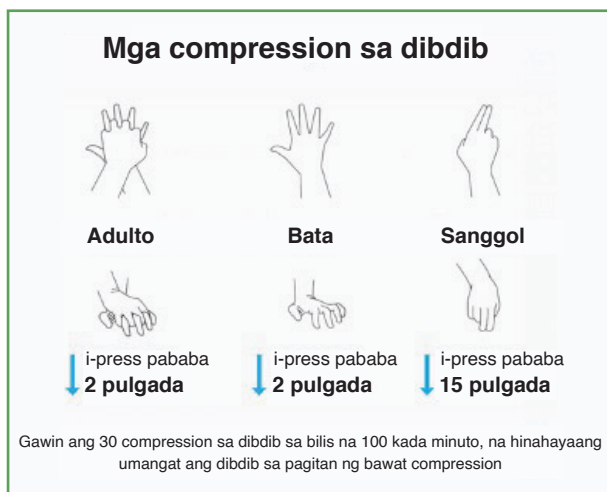 Mga compression sa dibdib
Adulto
Bata
Sanggol
i-press pababa
2 pulgada
i-press pababa
2 pulgada
i-press pababa
15 pulgada
Gawin ang 30 compression sa dibdib sa bilis na 100 kada minuto, na hinahayaang
umangat ang dibdib sa pagitan ng bawat compression